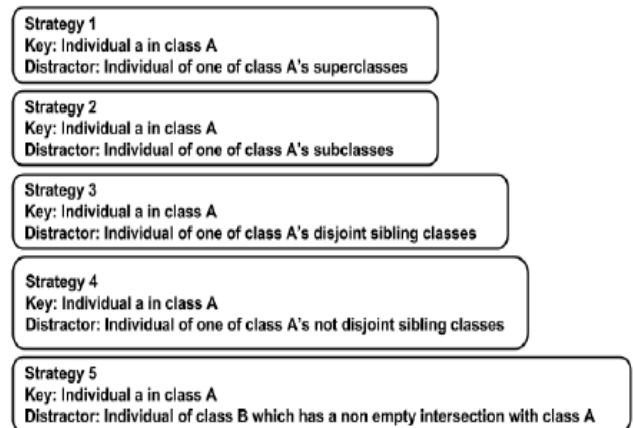 Strategy 1
Key: Individual a in class A
Distractor: Individual of one of class A's superclasses
Strategy 2
Key: Individual a in class A
Distractor: Individual of one of class A's subclasses
Strategy 3
Key: Individual a in class A
Distractor: Individual of one of class A's disjoint sibling classes
Strategy 4
Key: Individual a in class A
Distractor: Individual of one of class A's not disjoint sibling classes
Strategy 5
Key: Individual a in class A
Distractor: Individual of class B which has a non empty intersection with class A